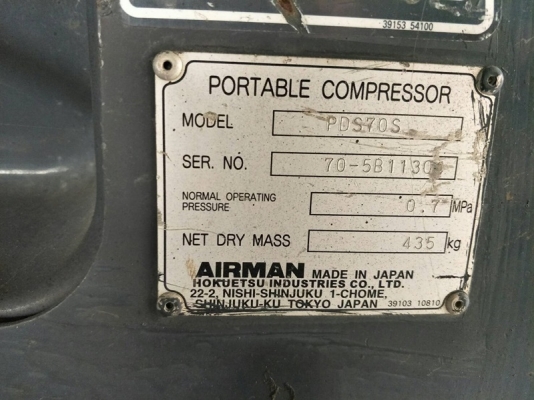 39153 54100
PORTABLE COMPRESSOR
MODEL PDS70S
SER. NO.
NORMAL OPERATING
PRESSURE 0.7 MPa
NET DRY MASS 435 kg
AIRMAN MADE IN JAPAN
HOKUETSU INDUSTRIES CO., LTD.
22-2, NISHI-SHINJUKU 1-CHOME,
SHINJUKU-KU TOKYO JAPAN 39103 10810